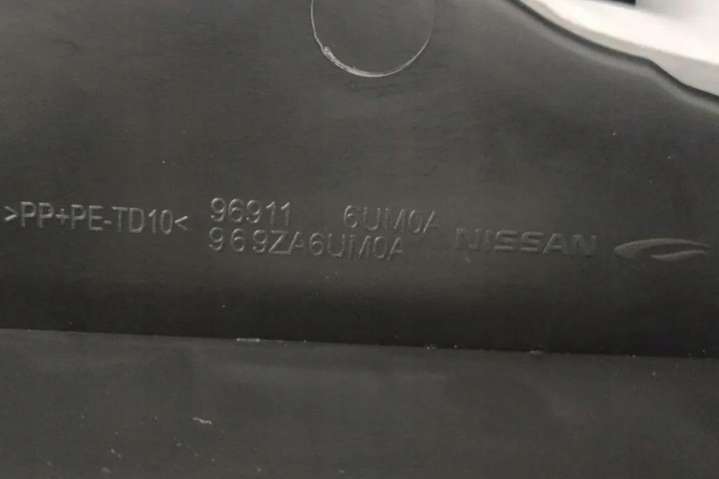 >PP+PE-TD10< 96911 6UM0A
969ZA6UM0A NISSAN